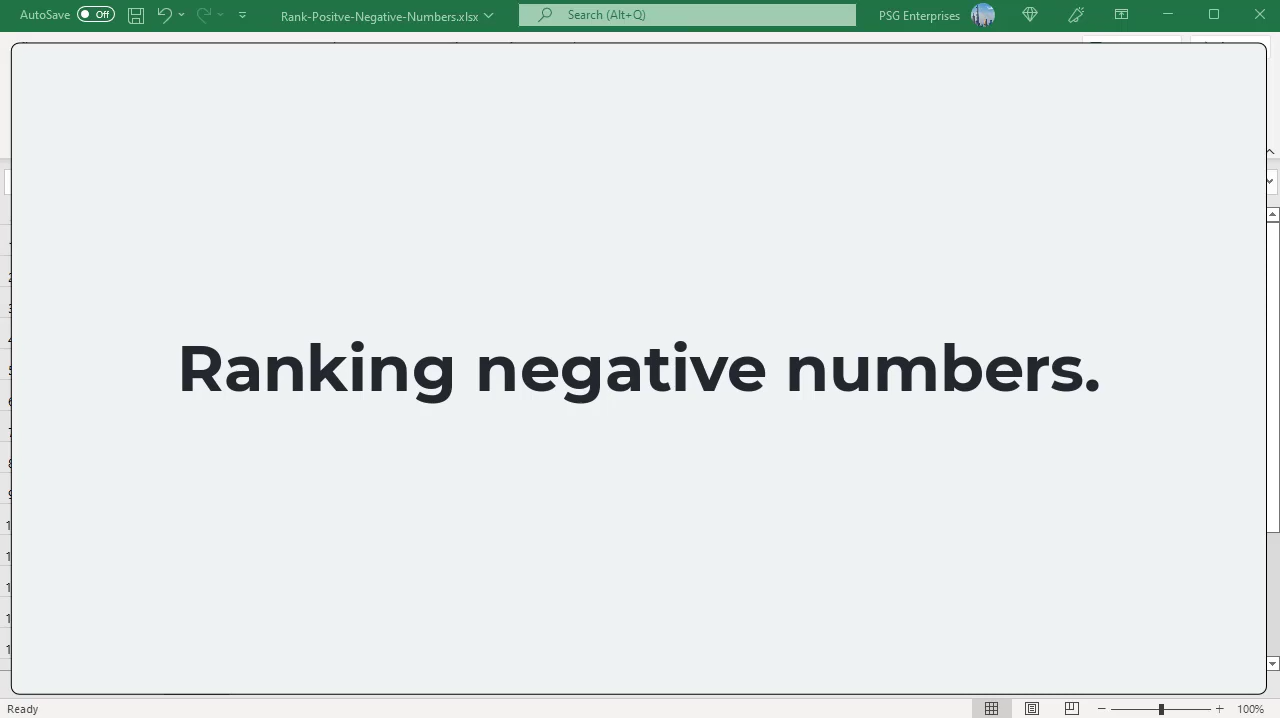 AutoSave Off Rank-Positve-Negative-Numbers.xlsx Search (Alt+Q) PSG Enterprises
Ranking negative numbers.
Ready 100%